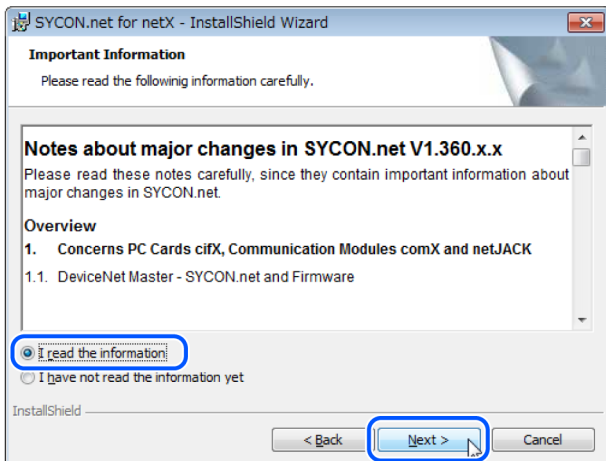 SYCON.net for netX - InstallShield Wizard
Important Information
Please read the followinig information carefully.
Notes about major changes in SYCON.net V1.360.x.x
Please read these notes carefully, since they contain important information about
major changes in SYCON.net.
Overview
1. Concerns PC Cards cifX, Communication Modules comX and netJACK
1.1. DeviceNet Master - SYCON.net and Firmware
I read the information
I have not read the information yet
InstallShield
< Back
Next >
Cancel